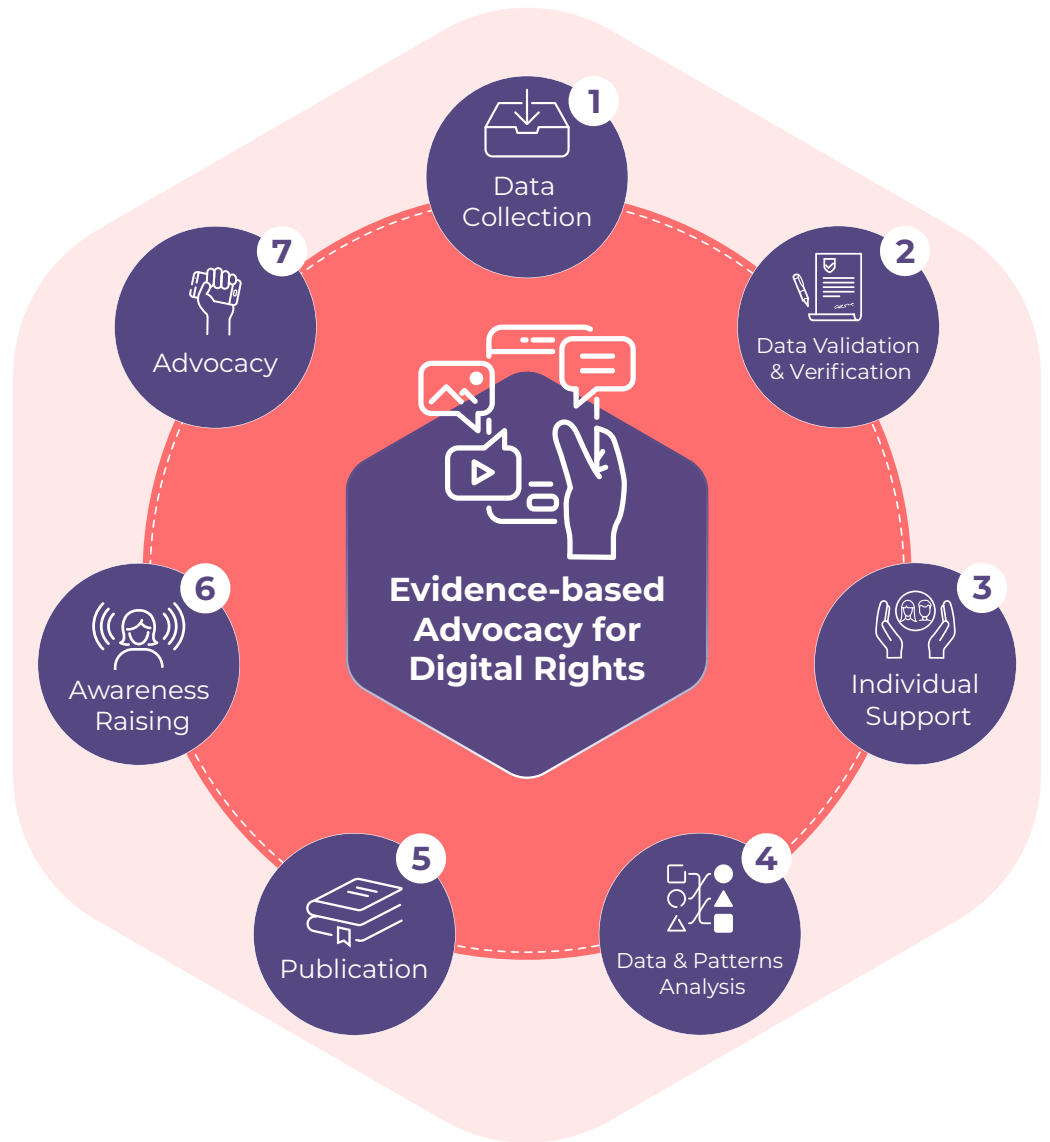 1
Data
Collection
2
Data Validation
& Verification
3
Individual
Support
4
Data & Patterns
Analysis
5
Publication
6
Awareness
Raising
7
Advocacy
Evidence-based
Advocacy for
Digital Rights